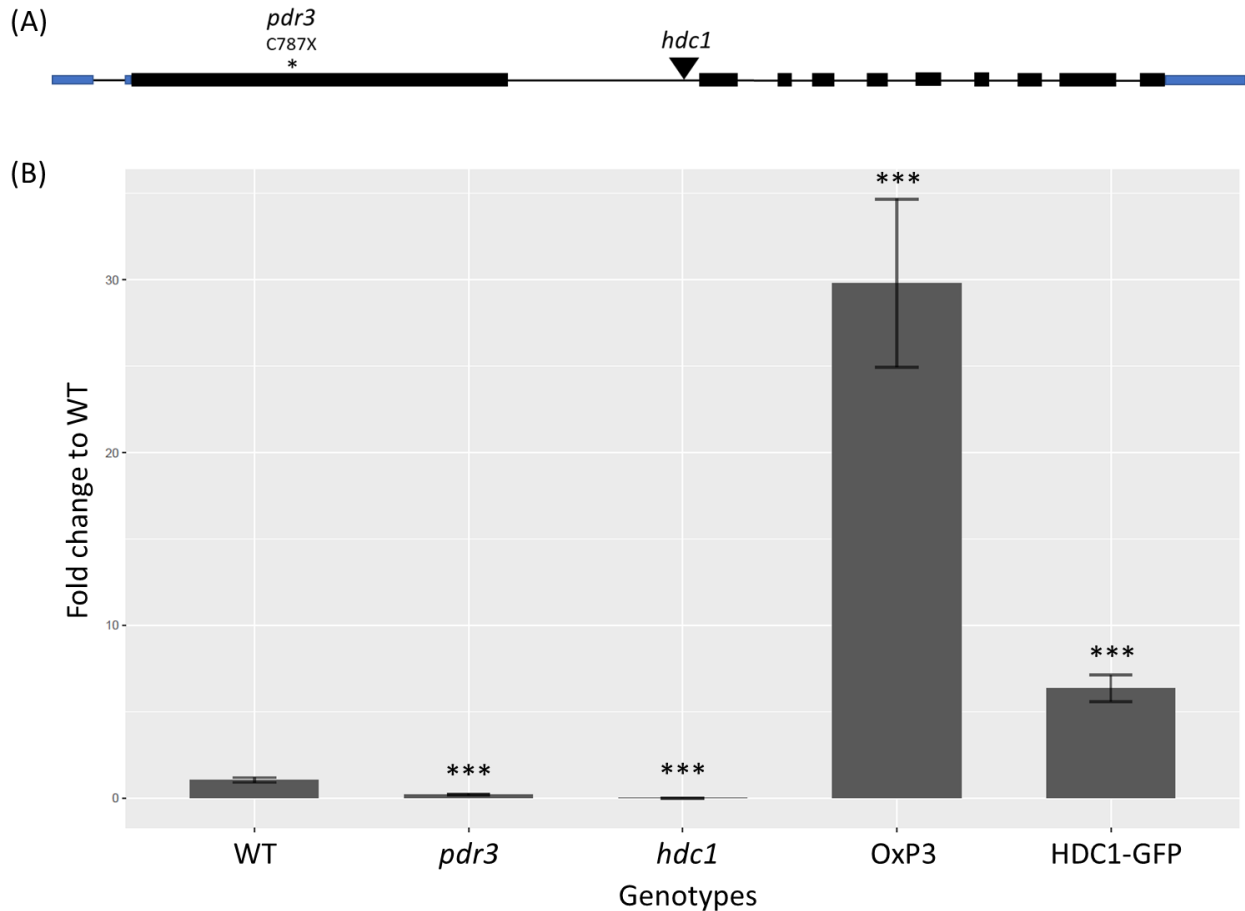 (A)
pdr3
C787X
*
hdc1
(B)
***
30
20
10
0
***
***
***
Fold change to WT
WT pdr3 hdc1 OxP3 HDC1-GFP
Genotypes